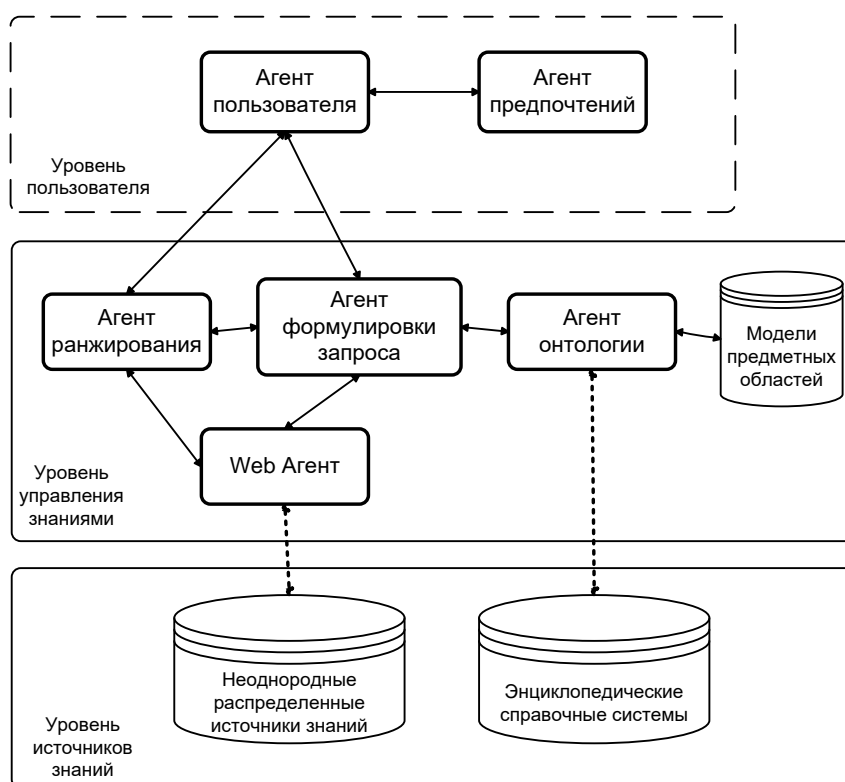 Агент
пользователя
Агент
предпочтений
Уровень
пользователя
Агент
ранжирования
Агент
формулировки
запроса
Агент
онтологии
Модели
предметных
областей
Web Агент
Уровень
управления
знаниями
Неоднородные
распределенные
источники знаний
Энциклопедические
справочные системы
Уровень
источников
знаний